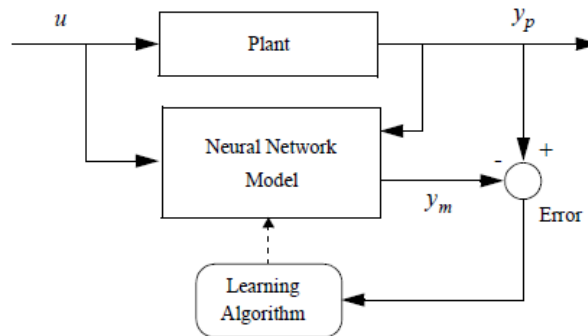 u
y_p
Plant
Neural Network
Model
-
+
y_m
Error
Learning
Algorithm